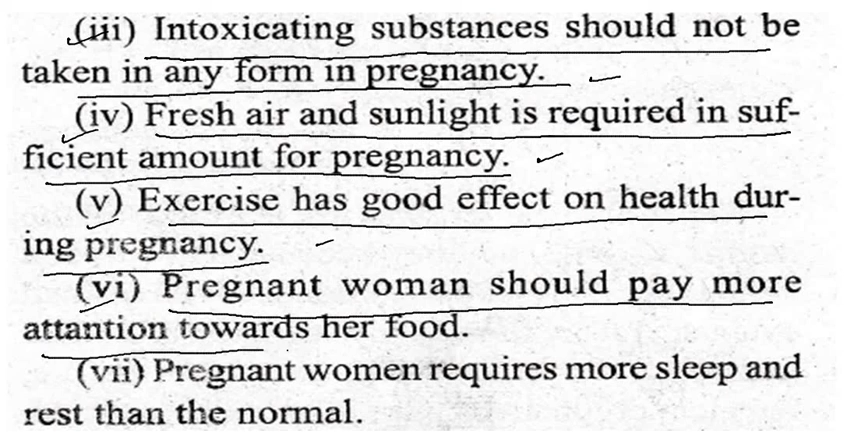 (iii) Intoxicating substances should not be
taken in any form in pregnancy.
(iv) Fresh air and sunlight is required in suf-
ficient amount for pregnancy.
(v) Exercise has good effect on health dur-
ing pregnancy.
(vi) Pregnant woman should pay more
attantion towards her food.
(vii) Pregnant women requires more sleep and
rest than the normal.